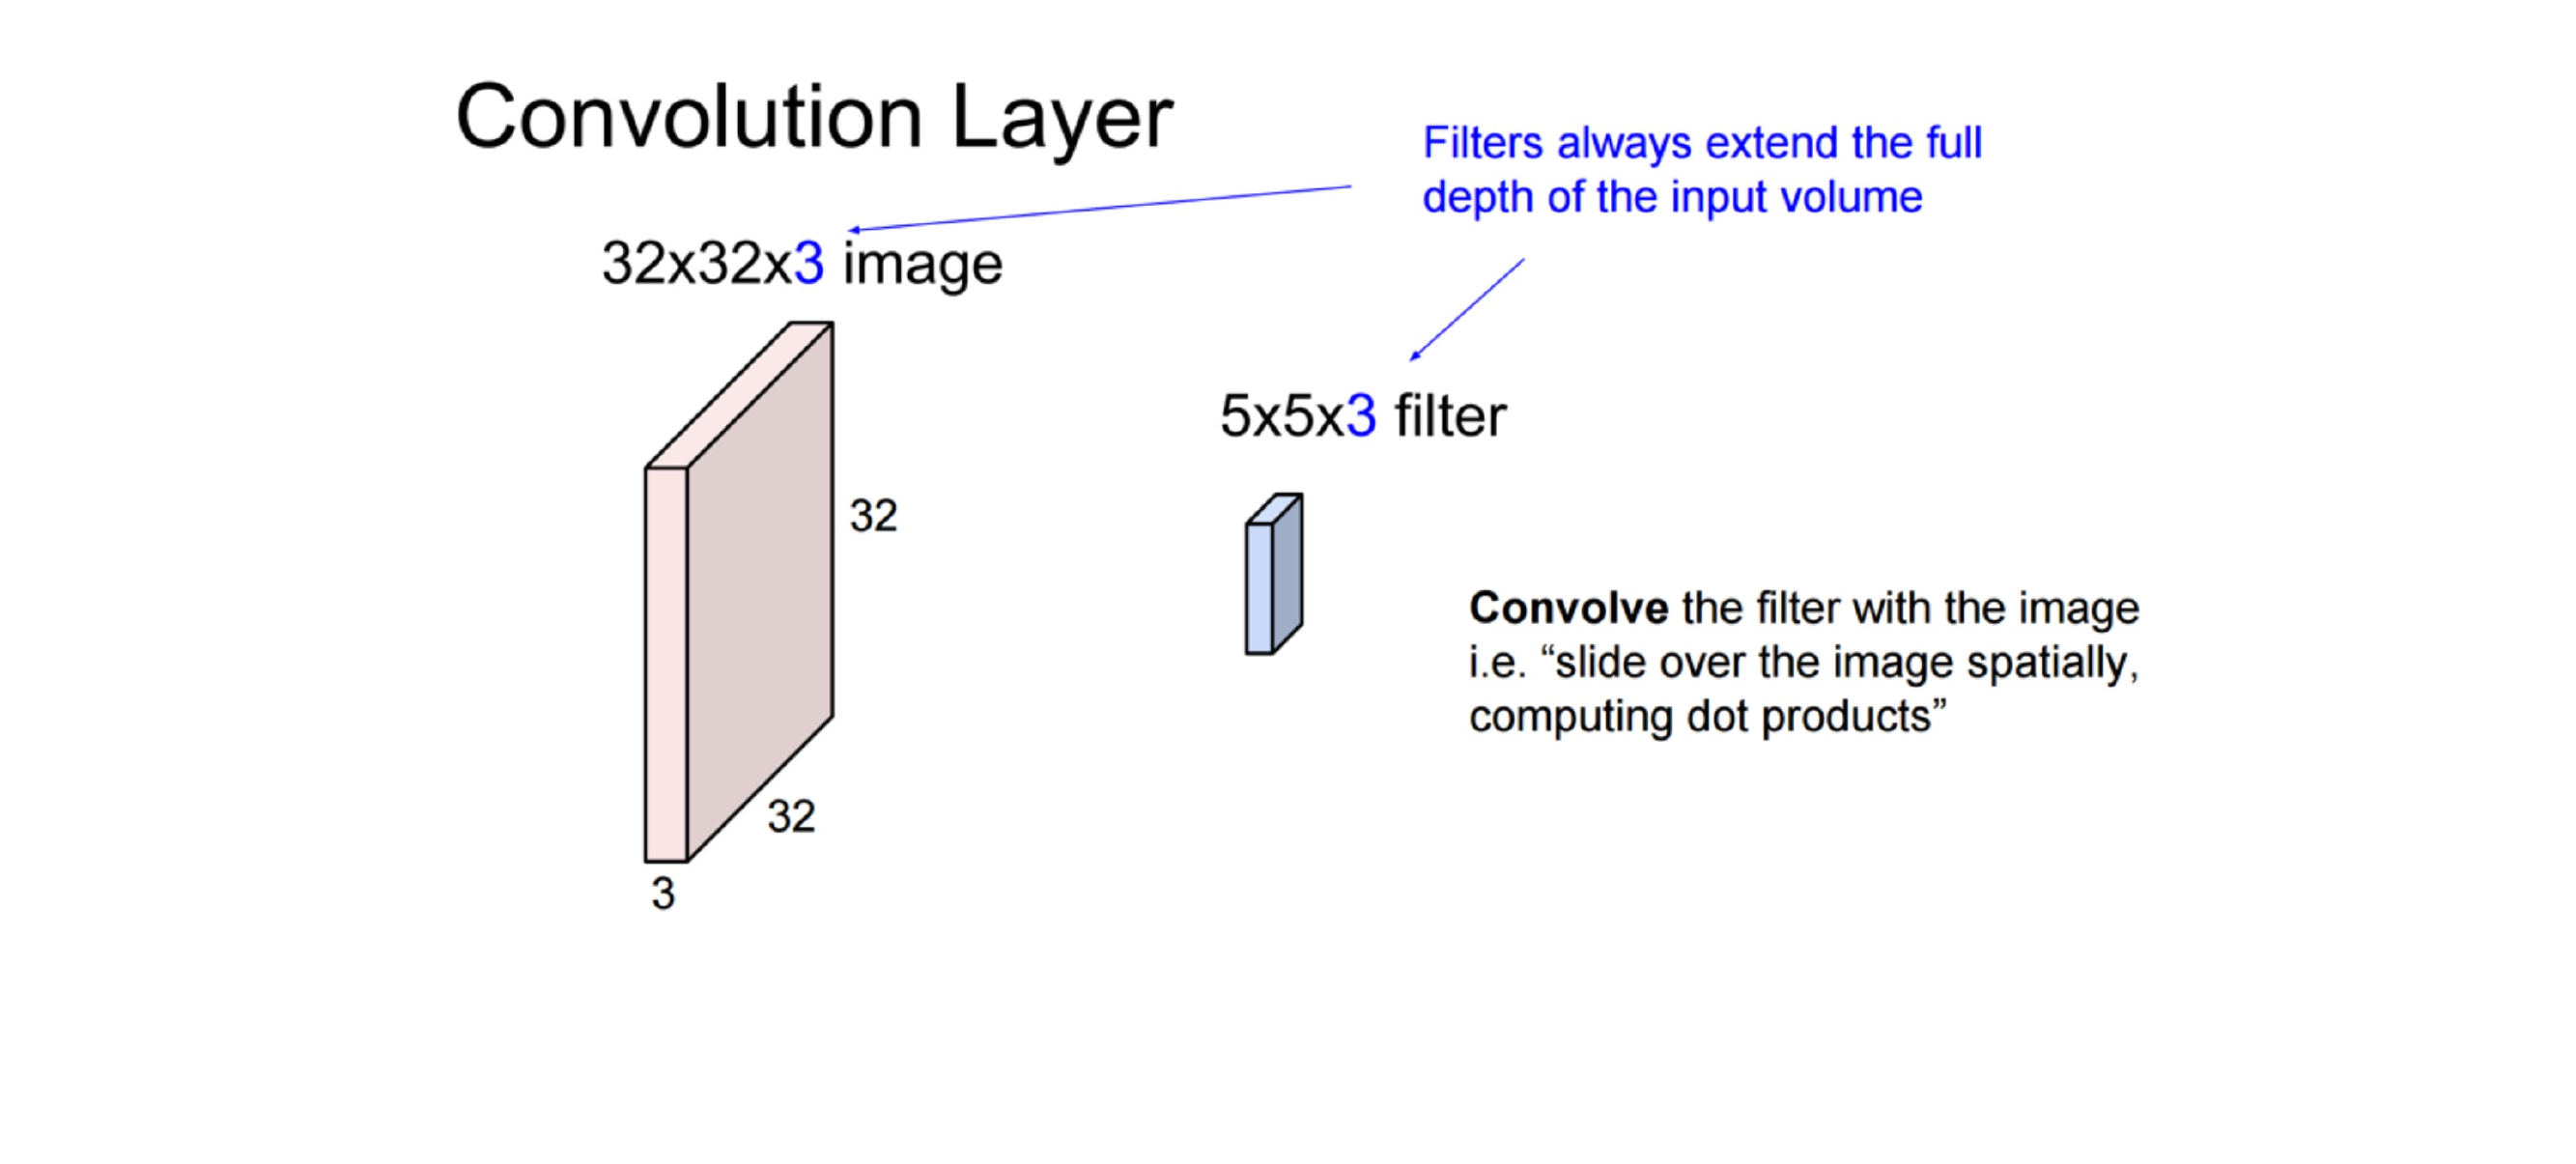 Convolution Layer
Filters always extend the full
depth of the input volume
32x32x3 image
5x5x3 filter
32
Convolve the filter with the image
i.e. “slide over the image spatially,
computing dot products”
32
3